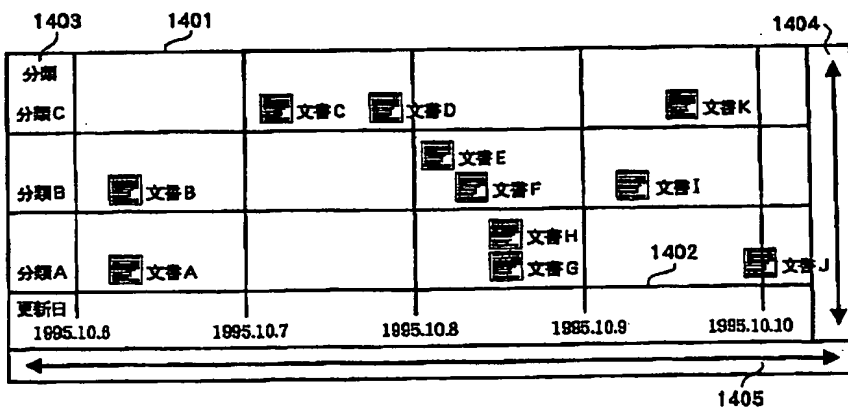 1403 1401 1404
分類
分類C 文書C 文書D 文書K
文書E
分類B 文書B 文書F 文書I
文書H
1402
分類A 文書A 文書G 文書J
更新日
1995.10.6 1995.10.7 1995.10.8 1995.10.9 1995.10.10
1405